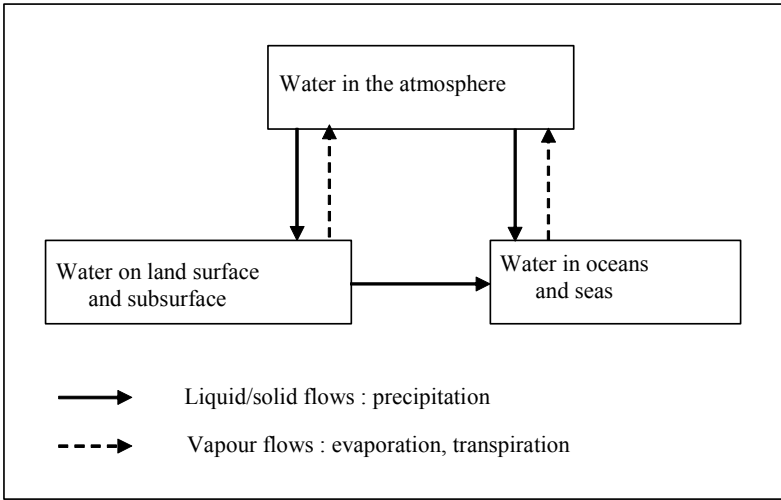 Water in the atmosphere
Water on land surface
and subsurface
Water in oceans
and seas
Liquid/solid flows : precipitation
Vapour flows : evaporation, transpiration